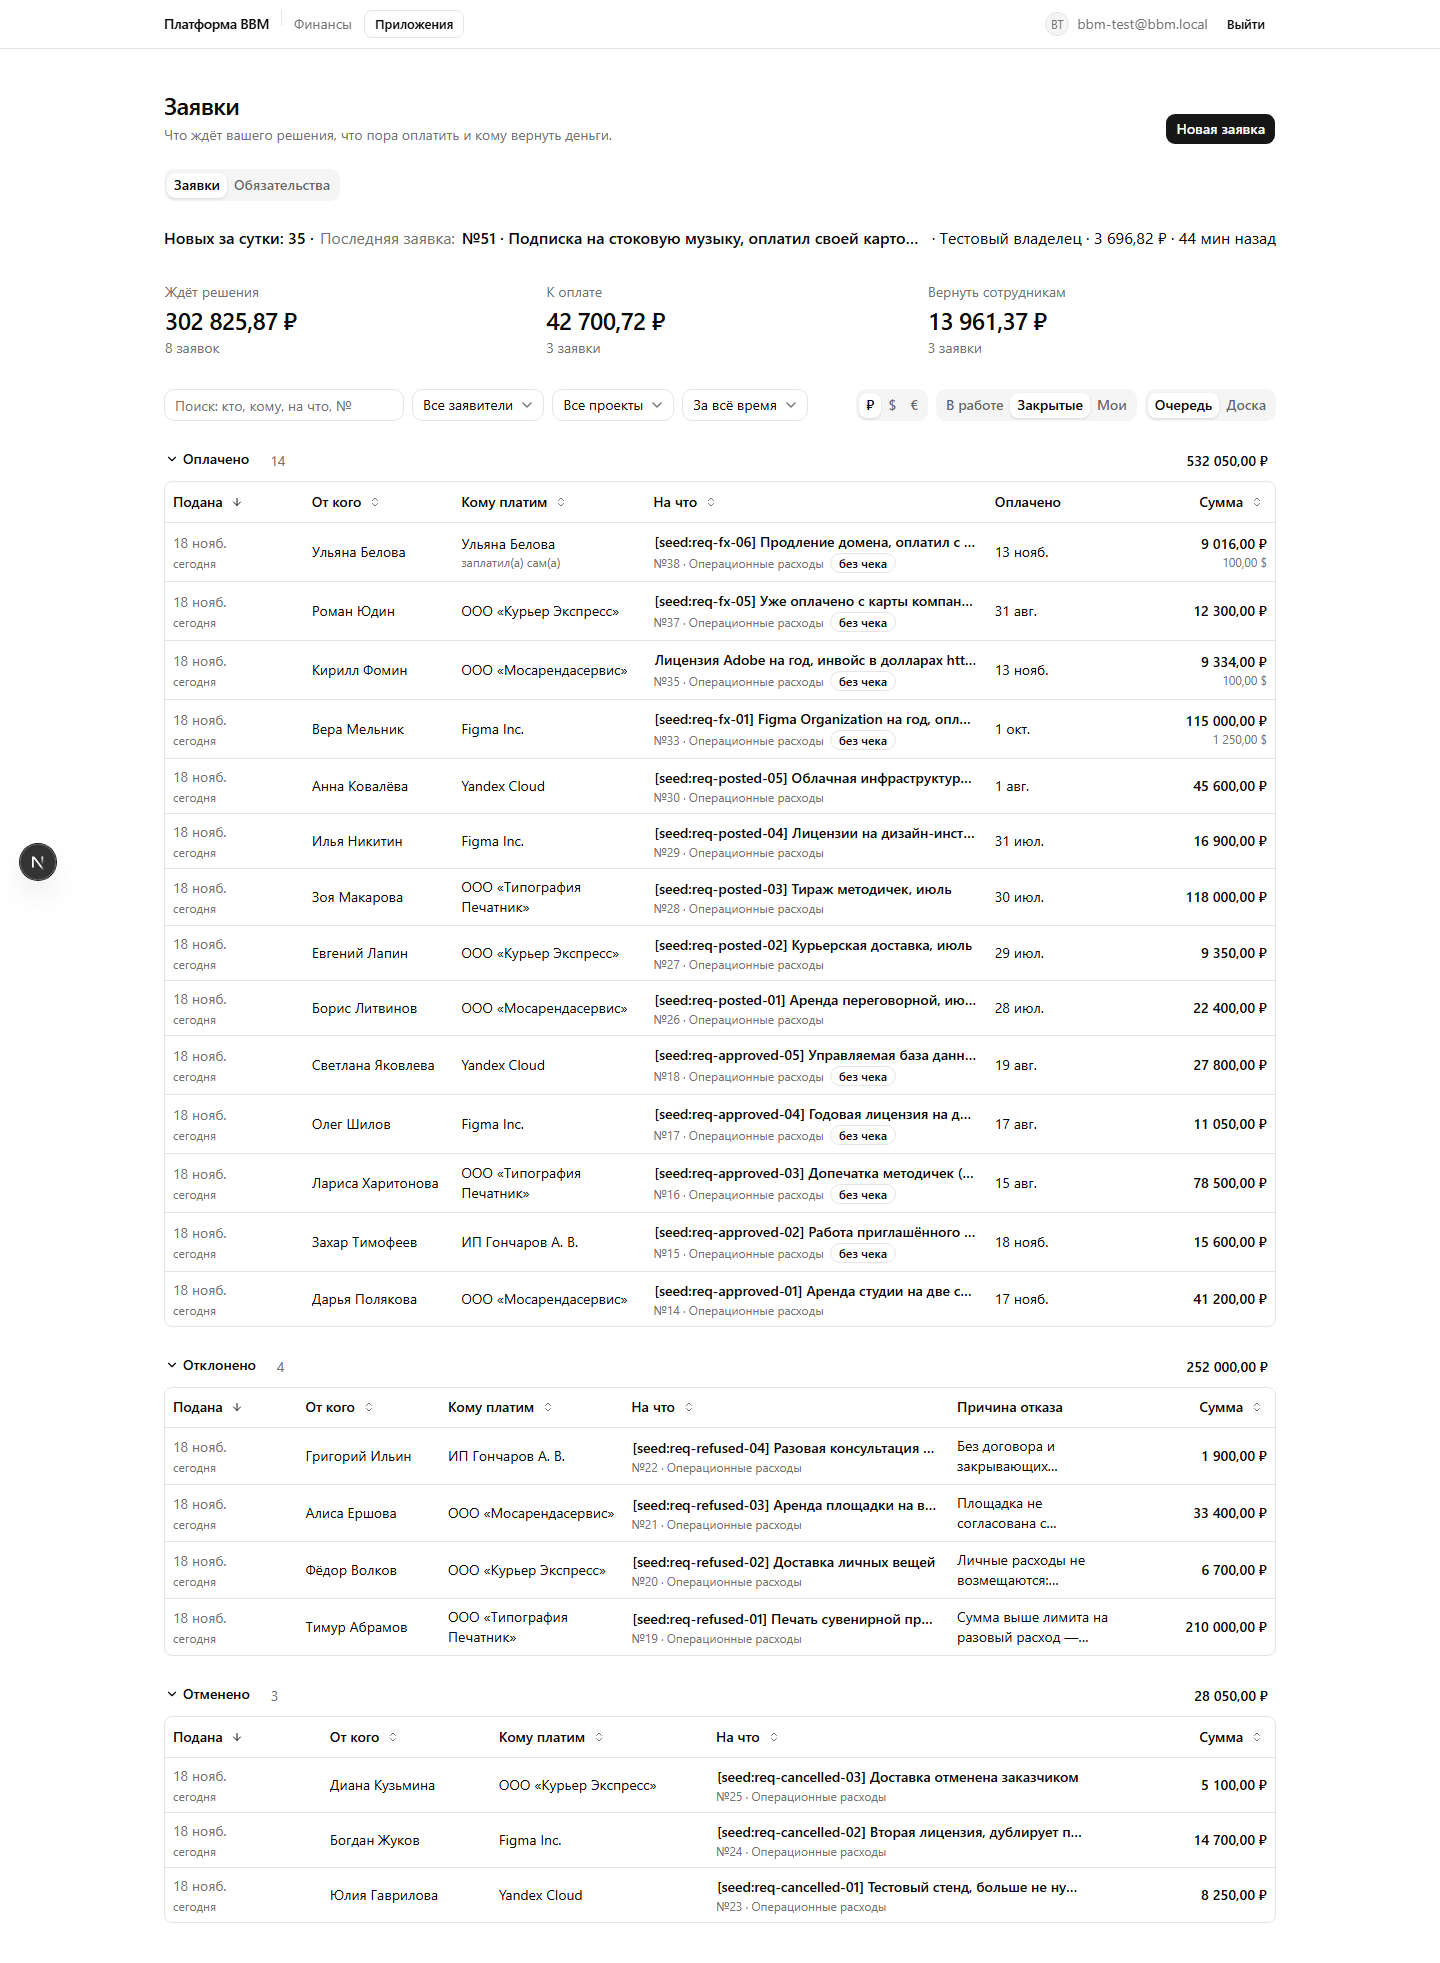 Платформа BBM Финансы Приложения BT bbm-test@bbm.local Выйти
Заявки
Что ждёт вашего решения, что пора оплатить и кому вернуть деньги.
Новая заявка
Заявки Обязательства
Новых за сутки: 35 · Последняя заявка: №51 · Подписка на стоковую музыку, оплатил своей карто... · Тестовый владелец · 3 696,82 ₽ · 44 мин назад
Ждёт решения К оплате Вернуть сотрудникам
302 825,87 ₽ 42 700,72 ₽ 13 961,37 ₽
8 заявок 3 заявки 3 заявки
Поиск: кто, кому, на что, № Все заявители Все проекты За всё время ₽ $ € В работе Закрытые Мои Очередь Доска
Оплачено 14 532 050,00 ₽
Подана От кого Кому платим На что Оплачено Сумма
18 нояб. сегодня Ульяна Белова Ульяна Белова заплатил(а) сам(а) [seed:req-fx-06] Продление домена, оплатил с ... №38 · Операционные расходы без чека 13 нояб. 9 016,00 ₽ 100,00 $
18 нояб. сегодня Роман Юдин ООО «Курьер Экспресс» [seed:req-fx-05] Уже оплачено с карты компан... №37 · Операционные расходы без чека 31 авг. 12 300,00 ₽
18 нояб. сегодня Кирилл Фомин ООО «Мосарендасервис» Лицензия Adobe на год, инвойс в долларах htt... №35 · Операционные расходы без чека 13 нояб. 9 334,00 ₽ 100,00 $
18 нояб. сегодня Вера Мельник Figma Inc. [seed:req-fx-01] Figma Organization на год, опл... №33 · Операционные расходы без чека 1 окт. 115 000,00 ₽ 1 250,00 $
18 нояб. сегодня Анна Ковалёва Yandex Cloud [seed:req-posted-05] Облачная инфраструктур... №30 · Операционные расходы 1 авг. 45 600,00 ₽
18 нояб. сегодня Илья Никитин Figma Inc. [seed:req-posted-04] Лицензии на дизайн-инст... №29 · Операционные расходы 31 июл. 16 900,00 ₽
18 нояб. сегодня Зоя Макарова ООО «Типография Печатник» [seed:req-posted-03] Тираж методичек, июль №28 · Операционные расходы 30 июл. 118 000,00 ₽
18 нояб. сегодня Евгений Лапин ООО «Курьер Экспресс» [seed:req-posted-02] Курьерская доставка, июль №27 · Операционные расходы 29 июл. 9 350,00 ₽
18 нояб. сегодня Борис Литвинов ООО «Мосарендасервис» [seed:req-posted-01] Аренда переговорной, ию... №26 · Операционные расходы 28 июл. 22 400,00 ₽
18 нояб. сегодня Светлана Яковлева Yandex Cloud [seed:req-approved-05] Управляемая база данн... №18 · Операционные расходы без чека 19 авг. 27 800,00 ₽
18 нояб. сегодня Олег Шилов Figma Inc. [seed:req-approved-04] Годовая лицензия на д... №17 · Операционные расходы без чека 17 авг. 11 050,00 ₽
18 нояб. сегодня Лариса Харитонова ООО «Типография Печатник» [seed:req-approved-03] Допечатка методичек (... №16 · Операционные расходы без чека 15 авг. 78 500,00 ₽
18 нояб. сегодня Захар Тимофеев ИП Гончаров А. В. [seed:req-approved-02] Работа приглашённого ... №15 · Операционные расходы без чека 18 нояб. 15 600,00 ₽
18 нояб. сегодня Дарья Полякова ООО «Мосарендасервис» [seed:req-approved-01] Аренда студии на две с... №14 · Операционные расходы 17 нояб. 41 200,00 ₽
Отклонено 4 252 000,00 ₽
Подана От кого Кому платим На что Причина отказа Сумма
18 нояб. сегодня Григорий Ильин ИП Гончаров А. В. [seed:req-refused-04] Разовая консультация ... №22 · Операционные расходы Без договора и закрывающих... 1 900,00 ₽
18 нояб. сегодня Алиса Ершова ООО «Мосарендасервис» [seed:req-refused-03] Аренда площадки на в... №21 · Операционные расходы Площадка не согласована с... 33 400,00 ₽
18 нояб. сегодня Фёдор Волков ООО «Курьер Экспресс» [seed:req-refused-02] Доставка личных вещей №20 · Операционные расходы Личные расходы не возмещаются:... 6 700,00 ₽
18 нояб. сегодня Тимур Абрамов ООО «Типография Печатник» [seed:req-refused-01] Печать сувенирной пр... №19 · Операционные расходы Сумма выше лимита на разовый расход —... 210 000,00 ₽
Отменено 3 28 050,00 ₽
Подана От кого Кому платим На что Сумма
18 нояб. сегодня Диана Кузьмина ООО «Курьер Экспресс» [seed:req-cancelled-03] Доставка отменена заказчиком №25 · Операционные расходы 5 100,00 ₽
18 нояб. сегодня Богдан Жуков Figma Inc. [seed:req-cancelled-02] Вторая лицензия, дублирует п... №24 · Операционные расходы 14 700,00 ₽
18 нояб. сегодня Юлия Гаврилова Yandex Cloud [seed:req-cancelled-01] Тестовый стенд, больше не ну... №23 · Операционные расходы 8 250,00 ₽
N